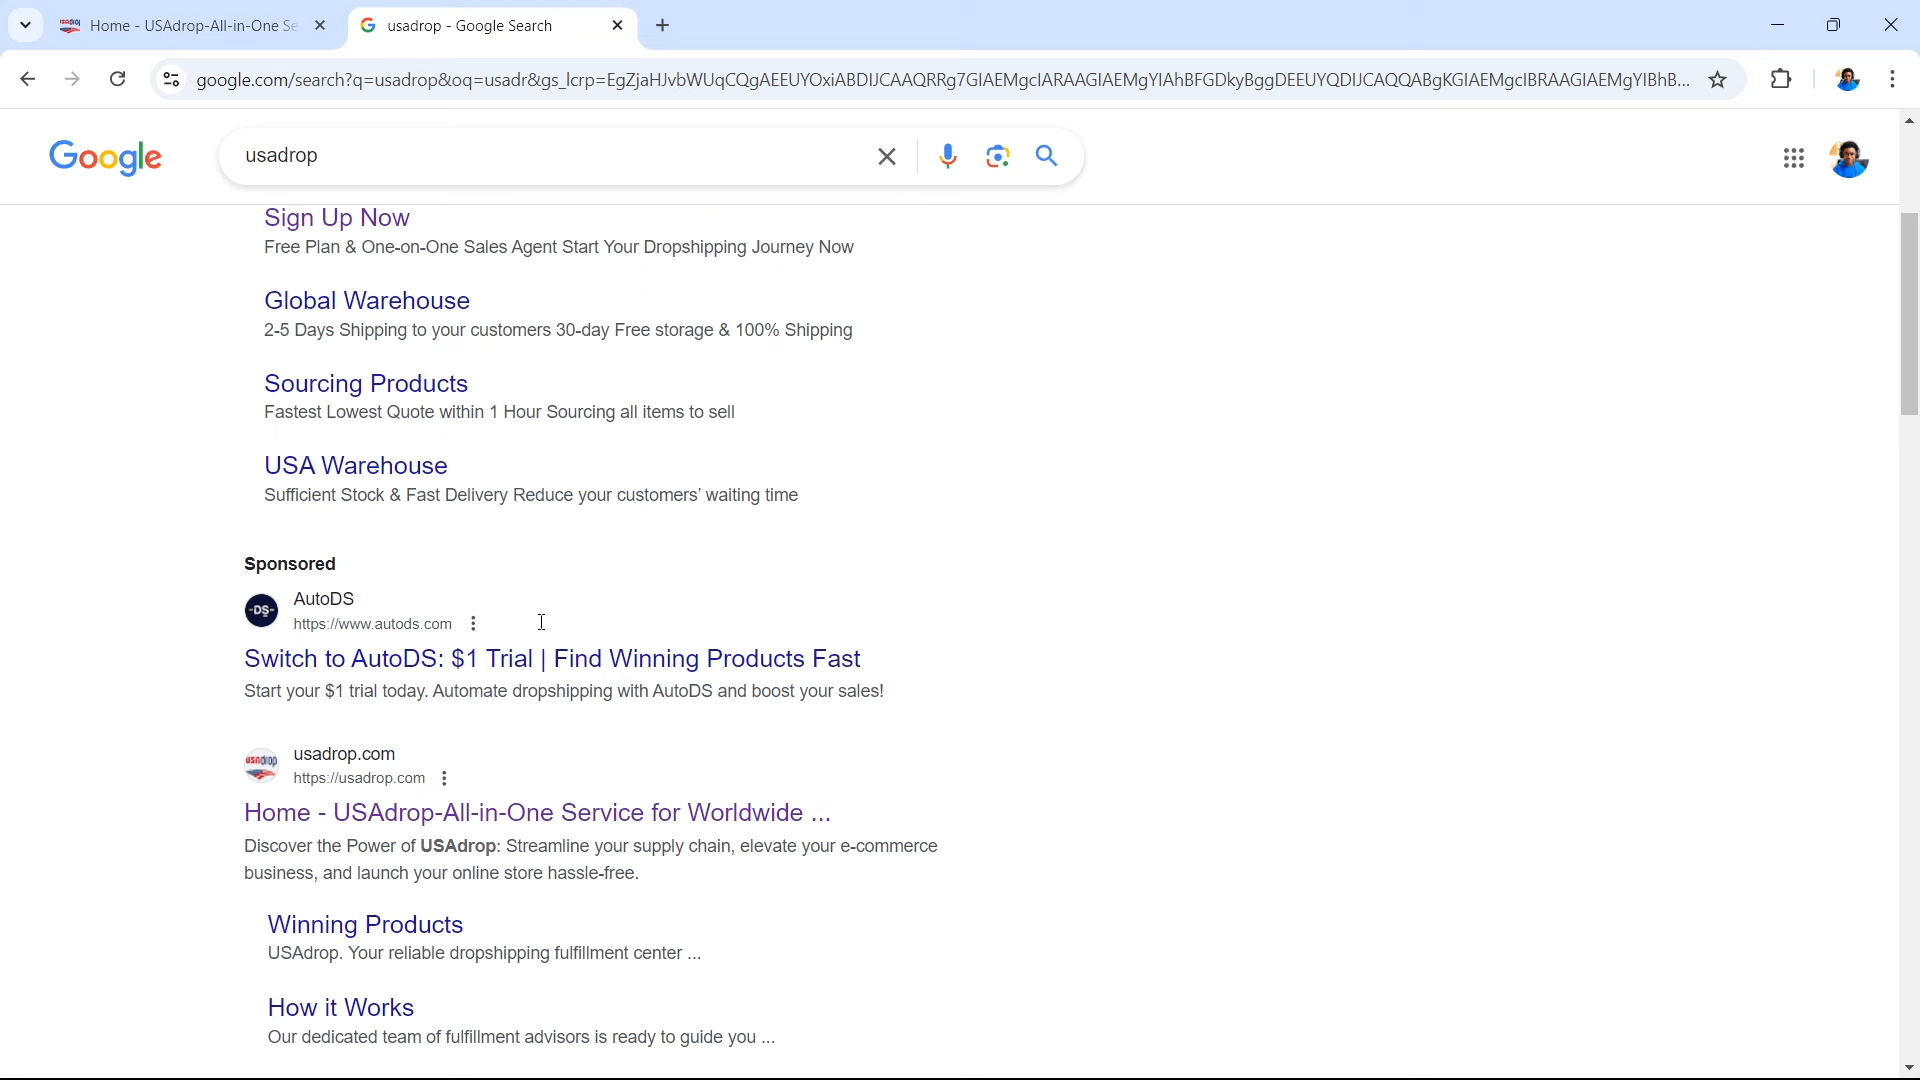 Home - USAdrop-All-in-One Se
usadrop - Google Search
google.com/search?q=usadrop&oq=usadr&gs_lcrp=EgZjaHJvbWUqCQgAEEUYOxiABDIJCAAQRRg7GIAEMgcIARAAGIAEMgYIAhBFGDkyBggDEEUYQDIJCAQQABgKGIAEMgcIBRAAGIAEMgYIBhB...
Google
usadrop
Sign Up Now
Free Plan & One-on-One Sales Agent Start Your Dropshipping Journey Now
Global Warehouse
2-5 Days Shipping to your customers 30-day Free storage & 100% Shipping
Sourcing Products
Fastest Lowest Quote within 1 Hour Sourcing all items to sell
USA Warehouse
Sufficient Stock & Fast Delivery Reduce your customers' waiting time
Sponsored
-DS-
AutoDS
https://www.autods.com
Switch to AutoDS: $1 Trial | Find Winning Products Fast
Start your $1 trial today. Automate dropshipping with AutoDS and boost your sales!
usadrop
usadrop.com
https://usadrop.com
Home - USAdrop-All-in-One Service for Worldwide ...
Discover the Power of USAdrop: Streamline your supply chain, elevate your e-commerce
business, and launch your online store hassle-free.
Winning Products
USAdrop. Your reliable dropshipping fulfillment center ...
How it Works
Our dedicated team of fulfillment advisors is ready to guide you ...